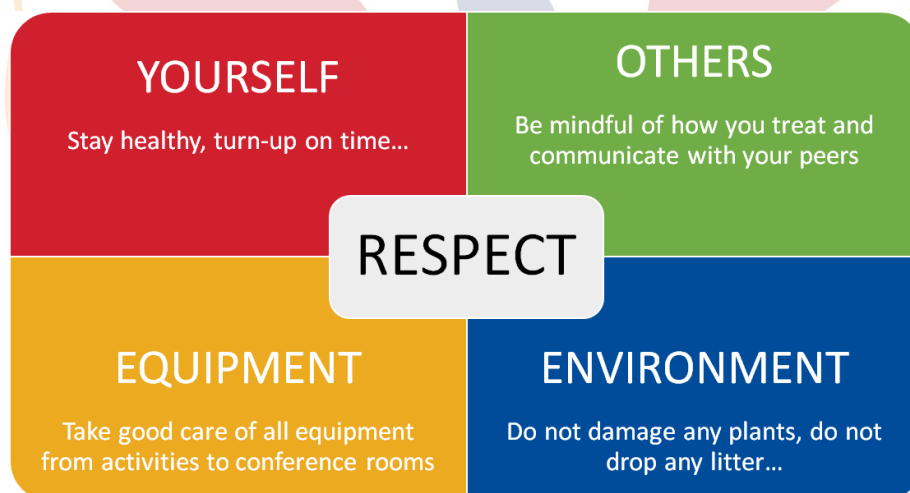 YOURSELF
Stay healthy, turn-up on time...
OTHERS
Be mindful of how you treat and
communicate with your peers
RESPECT
EQUIPMENT
Take good care of all equipment
from activities to conference rooms
ENVIRONMENT
Do not damage any plants, do not
drop any litter...